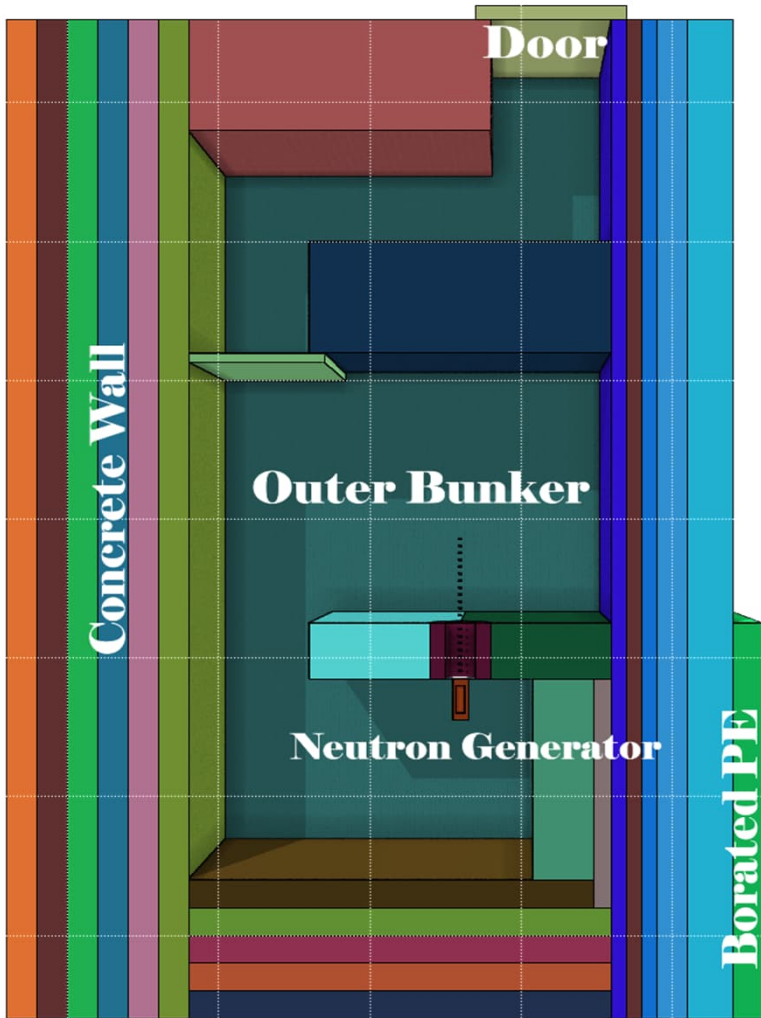 Door
Concrete Wall
Outer Bunker
Neutron Generator
Borated PE